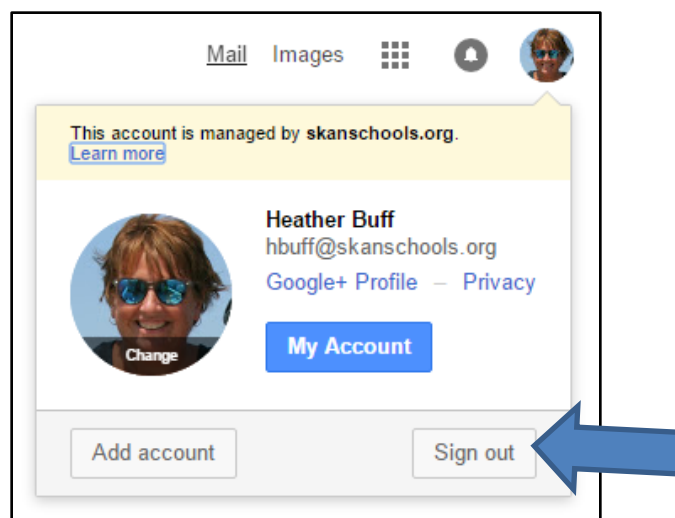 Mail Images
This account is managed by skanschools.org.
Learn more
Heather Buff
hbuff@skanschools.org
Google+ Profile – Privacy
Change
My Account
Add account Sign out